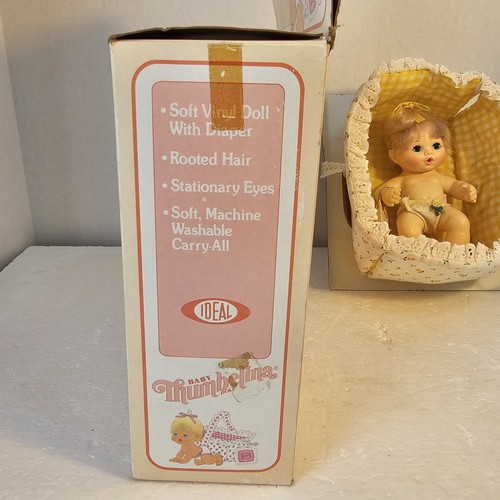 • Soft Vinyl Doll
With Diaper
• Rooted Hair
• Stationary Eyes
• Soft, Machine
Washable
Carry-All
IDEAL
BABY
Thumbelina